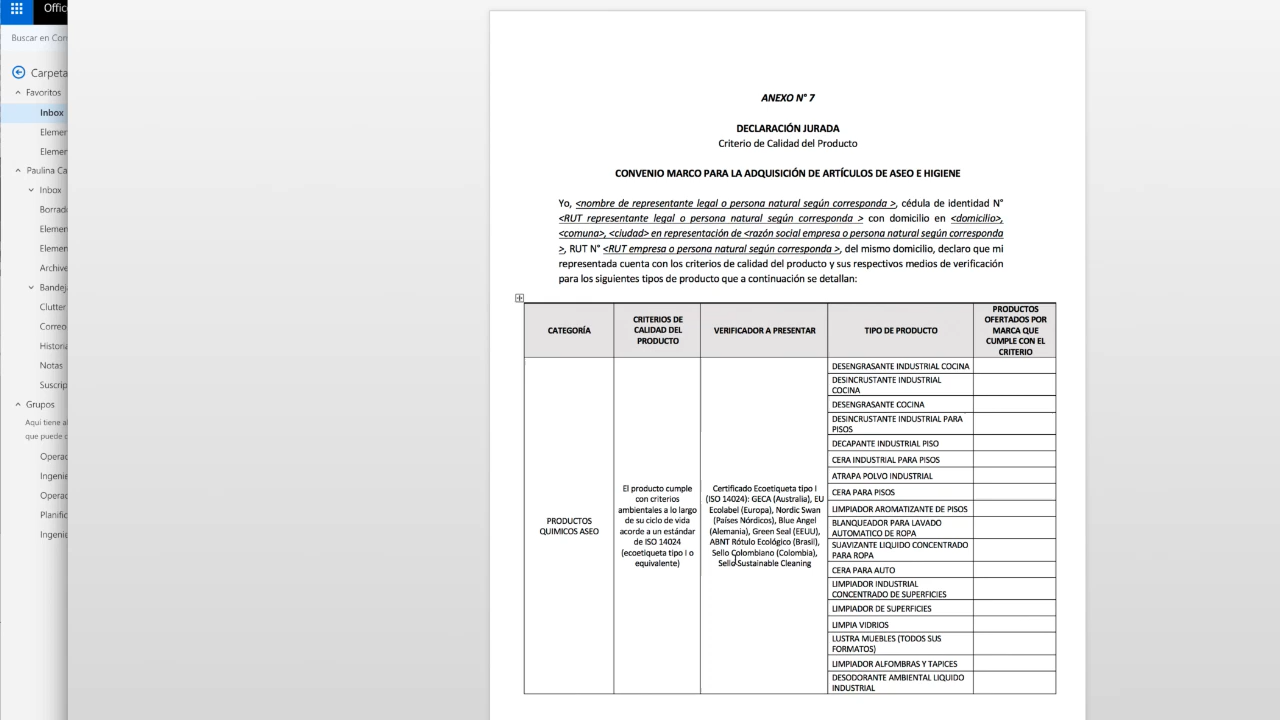 Offic
Buscar en Cor
Carpeta
Favoritos
Inbox
Elemer
Elemer
Paulina Ca
Inbox
Borrad
Elemer
Elemer
Archive
Bandej
Clutter
Correo
Histori
Notas
Suscrip
Grupos
Aquí tiene al
que puede c
Operac
Ingenie
Operac
Planific
Ingenie
ANEXO N° 7
DECLARACIÓN JURADA
Criterio de Calidad del Producto
CONVENIO MARCO PARA LA ADQUISICIÓN DE ARTÍCULOS DE ASEO E HIGIENE
Yo, <nombre de representante legal o persona natural según corresponda >, cédula de identidad N°
<RUT representante legal o persona natural según corresponda > con domicilio en <domicilio>,
<comuna>, <ciudad> en representación de <razón social empresa o persona natural según corresponda
>, RUT N° <RUT empresa o persona natural según corresponda >, del mismo domicilio, declaro que mi
representada cuenta con los criterios de calidad del producto y sus respectivos medios de verificación
para los siguientes tipos de producto que a continuación se detallan:
CATEGORÍA
CRITERIOS DE
CALIDAD DEL
PRODUCTO
VERIFICADOR A PRESENTAR
TIPO DE PRODUCTO
PRODUCTOS
OFERTADOS POR
MARCA QUE
CUMPLE CON EL
CRITERIO
PRODUCTOS
QUIMICOS ASEO
El producto cumple
con criterios
ambientales a lo largo
de su ciclo de vida
acorde a un estándar
de ISO 14024
(ecoetiqueta tipo I o
equivalente)
Certificado Ecoetiqueta tipo I
(ISO 14024): GECA (Australia), EU
Ecolabel (Europa), Nordic Swan
(Países Nórdicos), Blue Angel
(Alemania), Green Seal (EEUU),
ABNT Rótulo Ecológico (Brasil),
Sello Colombiano (Colombia),
Sello Sustainable Cleaning
DESENGRASANTE INDUSTRIAL COCINA
DESINCRUSTANTE INDUSTRIAL
COCINA
DESENGRASANTE COCINA
DESINCRUSTANTE INDUSTRIAL PARA
PISOS
DECAPANTE INDUSTRIAL PISO
CERA INDUSTRIAL PARA PISOS
ATRAPA POLVO INDUSTRIAL
CERA PARA PISOS
LIMPIADOR AROMATIZANTE DE PISOS
BLANQUEADOR PARA LAVADO
AUTOMATICO DE ROPA
SUAVIZANTE LIQUIDO CONCENTRADO
PARA ROPA
CERA PARA AUTO
LIMPIADOR INDUSTRIAL
CONCENTRADO DE SUPERFICIES
LIMPIADOR DE SUPERFICIES
LIMPIA VIDRIOS
LUSTRA MUEBLES (TODOS SUS
FORMATOS)
LIMPIADOR ALFOMBRAS Y TAPICES
DESODORANTE AMBIENTAL LIQUIDO
INDUSTRIAL